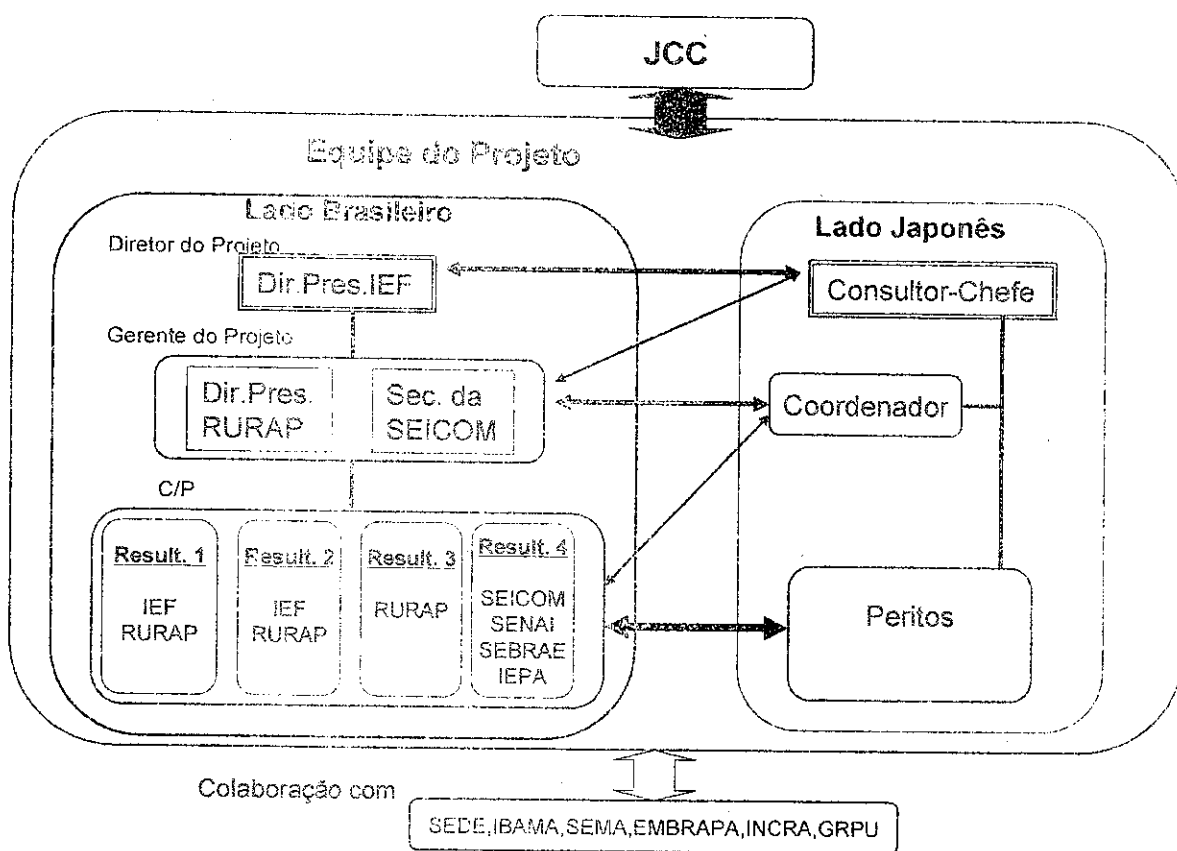 JCC
Equipe do Projeto
Lado Brasileiro
Diretor do Projeto
Dir.Pres.IEF
Gerente do Projeto
Dir.Pres.
RURAP
Sec. da
SEICOM
C/P
Result. 1
IEF
RURAP
Result. 2
IEF
RURAP
Result. 3
RURAP
Result. 4
SEICOM
SENAI
SEBRAE
IEPA
Lado Japonês
Consultor-Chefe
Coordenador
Peritos
Colaboração com
SEDE,IBAMA,SEMA,EMBRAPA,INCRA,GRPU